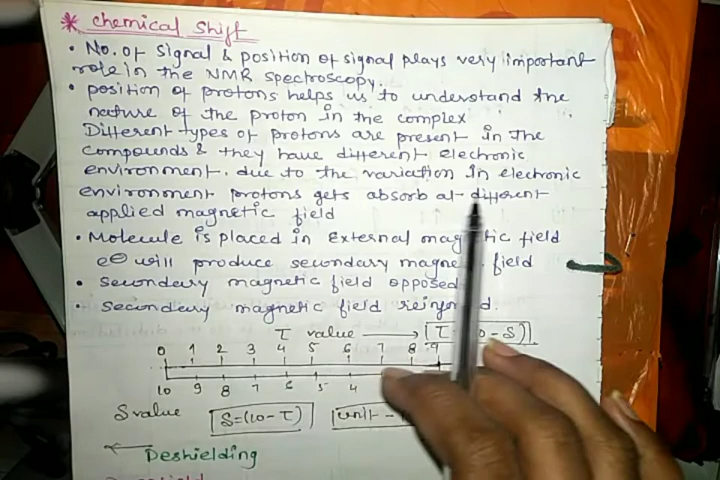 * Chemical Shift
• No. of signal & position of signal plays very important
role in the NMR spectroscopy.
• position of protons helps us to understand the
nature of the proton in the complex.
Different types of protons are present in the
compounds & they have different electronic
environment. due to the variation in electronic
environment protons gets absorb at different
applied magnetic field
• Molecule is placed in External magnetic field
e⊖ will produce secondary magnetic field
• secondary magnetic field opposed
• secondary magnetic field reinforced.
τ value → τ 0 - δ)
0 1 2 3 4 5 6 7 8 9
10 9 8 7 6 5 4
δ value δ=(10-τ) unit -
← Deshielding